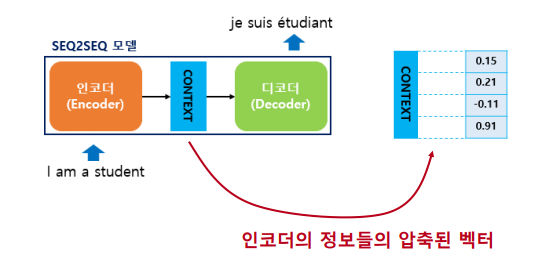 je suis étudiant
SEQ2SEQ 모델
인코더
(Encoder)
CONTEXT
디코더
(Decoder)
I am a student
CONTEXT
0.15
0.21
-0.11
0.91
인코더의 정보들의 압축된 벡터